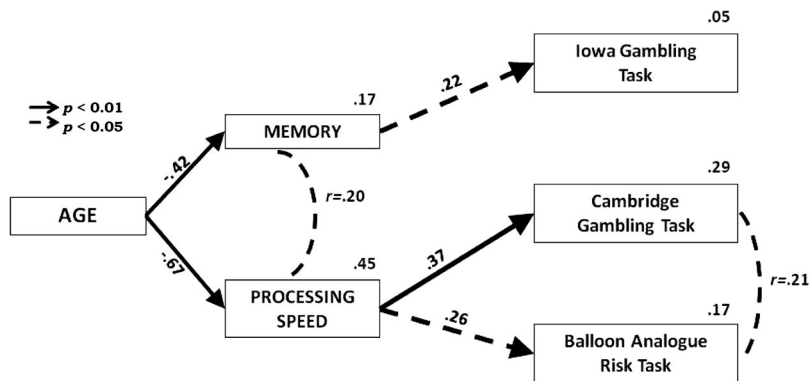 .05
Iowa Gambling
Task
.22
.17
p < 0.01
p < 0.05
MEMORY
-.42
r=.20
.29
Cambridge
Gambling Task
AGE
-.67
.45
.37
PROCESSING
SPEED
r=.21
.26
.17
Balloon Analogue
Risk Task